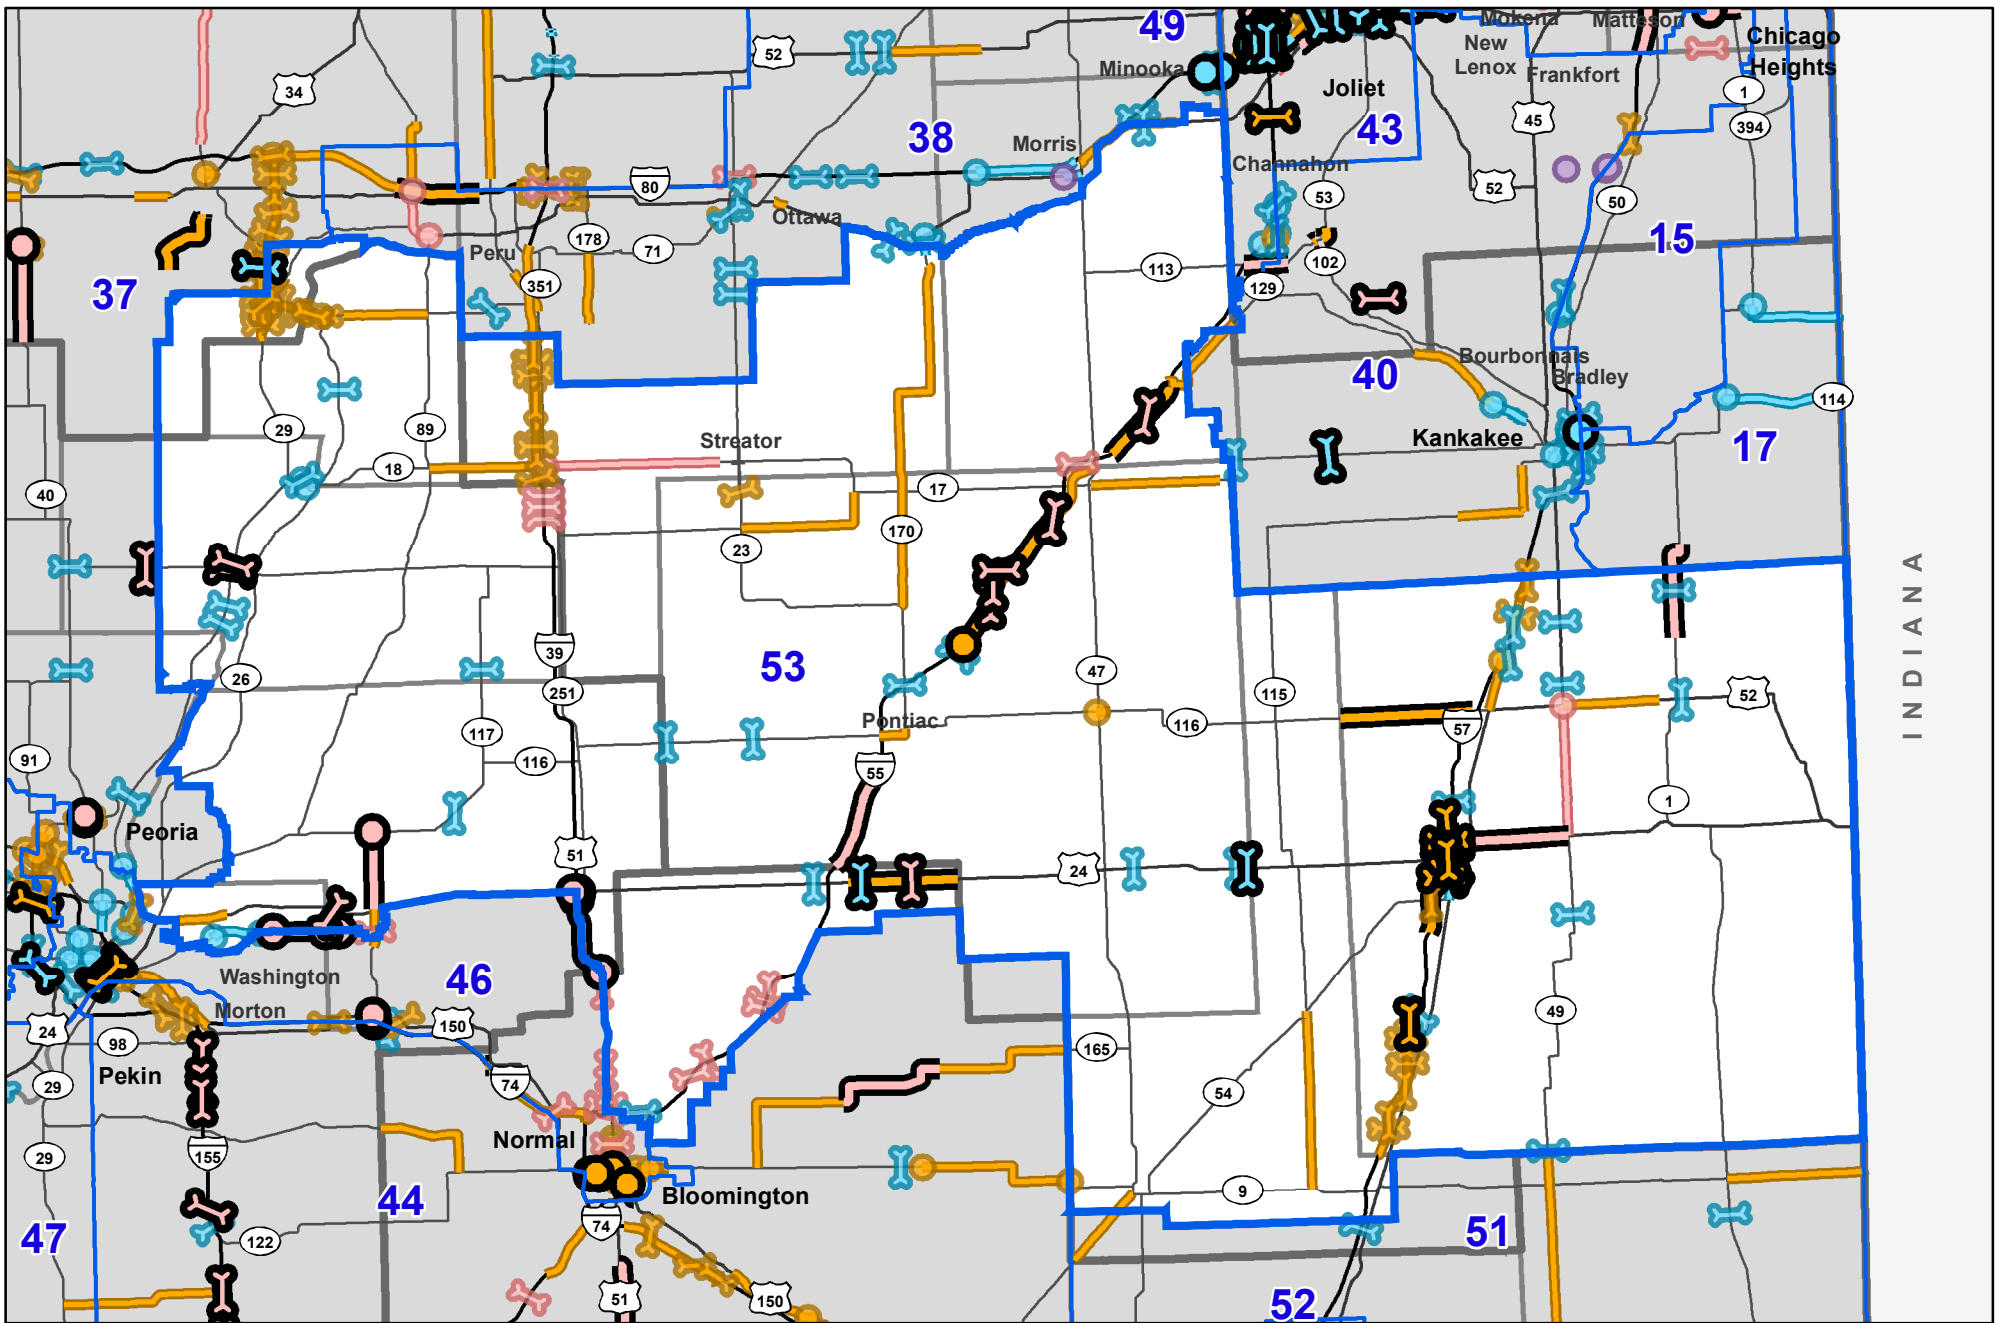 49
Mokena
Matteson
Chicago
Heights
52
New
Lenox
Frankfort
Minooka
34
Joliet
1
45
43
394
38
Morris
Channahon
80
52
53
50
Ottawa
178
71
Peru
15
102
113
37
351
129
40
Bourbonnais
Bradley
114
29
89
Streator
Kankakee
17
18
40
17
170
23
INDIANA
39
53
26
47
251
115
52
Pontiac
116
57
117
91
116
55
1
Peoria
51
24
Washington
46
Morton
150
49
24
98
165
Pekin
29
74
54
Normal
29
155
Bloomington
9
44
47
122
74
51
51
150
52